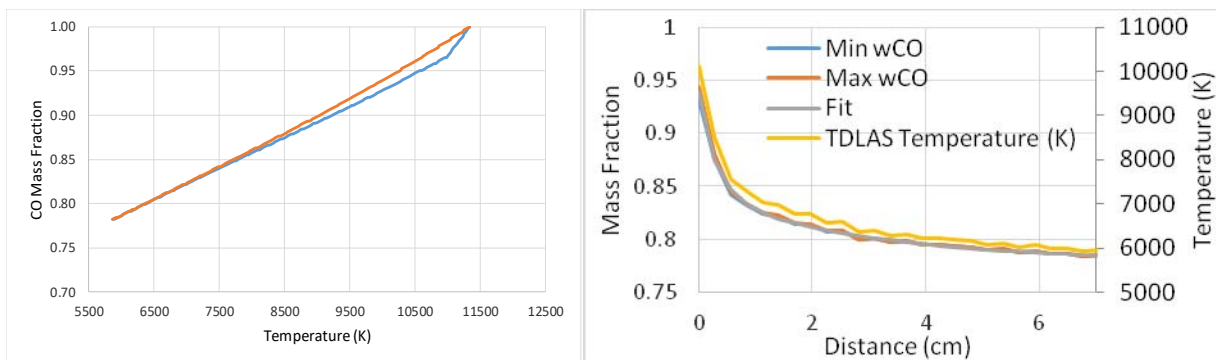 CO Mass Fraction
1.00
0.95
0.90
0.85
0.80
0.75
0.70
5500 6500 7500 8500 9500 10500 11500 12500
Temperature (K)
Mass Fraction
1
0.95
0.9
0.85
0.8
0.75
Min wCO
Max wCO
Fit
TDLAS Temperature (K)
11000
10000
9000
8000
7000
6000
5000
Temperature (K)
0 2 4 6
Distance (cm)